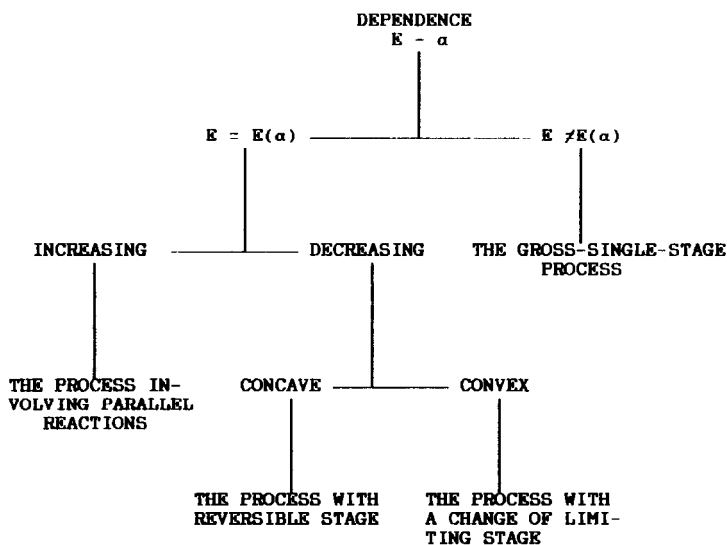 DEPENDENCE
E - α
E = E(α)
E ≠E(α)
INCREASING
DECREASING
THE GROSS-SINGLE-STAGE
PROCESS
THE PROCESS IN-
VOLVING PARALLEL
REACTIONS
CONCAVE
CONVEX
THE PROCESS WITH
REVERSIBLE STAGE
THE PROCESS WITH
A CHANGE OF LIMI-
TING STAGE